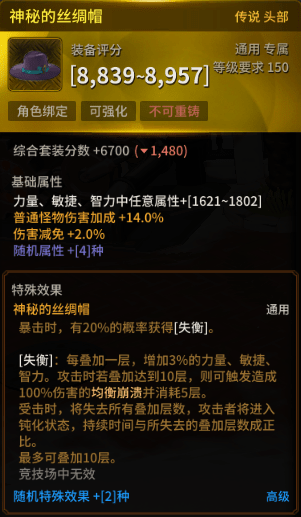 神秘的丝绸帽
传说 头部
装备评分
[8,839~8,957]
通用 专属
等级要求 150
角色绑定 可强化 不可重铸
综合套装分数 +6700 (▼1,480)
基础属性
力量、敏捷、智力中任意属性+[1621~1802]
普通怪物伤害加成 +14.0%
伤害减免 +2.0%
随机属性 +[4]种
特殊效果
神秘的丝绸帽 通用
暴击时，有20%的概率获得[失衡]。
[失衡]：每叠加一层，增加3%的力量、敏捷、
智力。攻击时若叠加达到10层，则可触发造成
100%伤害的均衡崩溃并消耗5层。
受击时，将失去所有叠加层数，攻击者将进入
钝化状态，持续时间与所失去的叠加层数成正
比。
最多可叠加10层。
竞技场中无效
随机特殊效果 +[2]种 高级